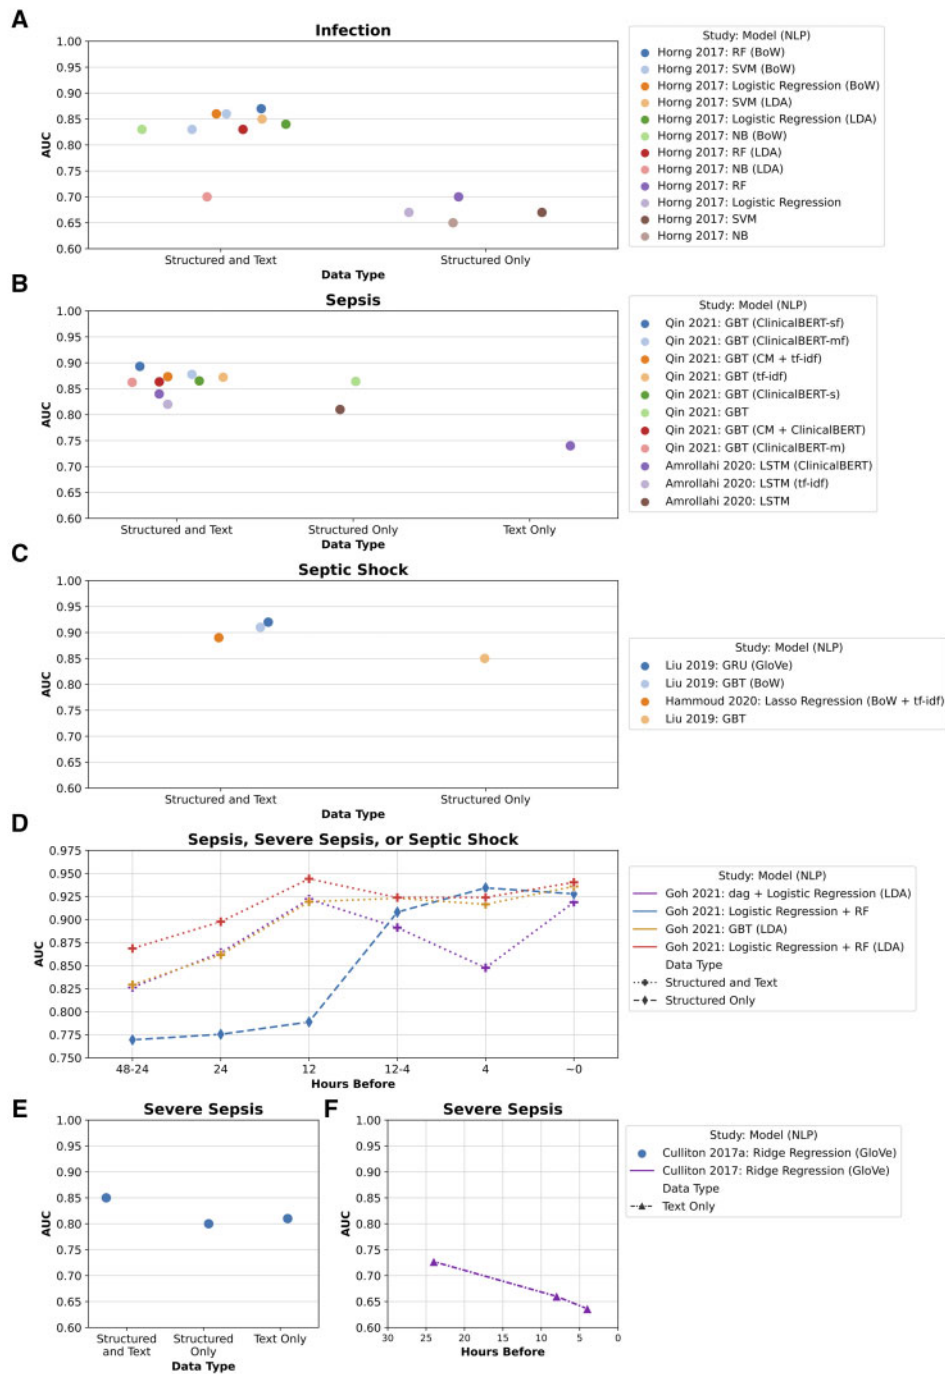 A
Infection
1.00
0.95
0.90
0.85
0.80
0.75
0.70
0.65
0.60
AUC
Structured and Text
Structured Only
Data Type
Study: Model (NLP)
Horng 2017: RF (BoW)
Horng 2017: SVM (BoW)
Horng 2017: Logistic Regression (BoW)
Horng 2017: SVM (LDA)
Horng 2017: Logistic Regression (LDA)
Horng 2017: NB (BoW)
Horng 2017: RF (LDA)
Horng 2017: NB (LDA)
Horng 2017: RF
Horng 2017: Logistic Regression
Horng 2017: SVM
Horng 2017: NB
B
Sepsis
1.00
0.95
0.90
0.85
0.80
0.75
0.70
0.65
0.60
AUC
Structured and Text
Structured Only
Text Only
Data Type
Study: Model (NLP)
Qin 2021: GBT (ClinicalBERT-sf)
Qin 2021: GBT (ClinicalBERT-mf)
Qin 2021: GBT (CM + tf-idf)
Qin 2021: GBT (tf-idf)
Qin 2021: GBT (ClinicalBERT-s)
Qin 2021: GBT
Qin 2021: GBT (CM + ClinicalBERT)
Qin 2021: GBT (ClinicalBERT-m)
Amrollahi 2020: LSTM (ClinicalBERT)
Amrollahi 2020: LSTM (tf-idf)
Amrollahi 2020: LSTM
C
Septic Shock
1.00
0.95
0.90
0.85
0.80
0.75
0.70
0.65
0.60
AUC
Structured and Text
Structured Only
Data Type
Study: Model (NLP)
Liu 2019: GRU (GloVe)
Liu 2019: GBT (BoW)
Hammoud 2020: Lasso Regression (BoW + tf-idf)
Liu 2019: GBT
D
Sepsis, Severe Sepsis, or Septic Shock
0.975
0.950
0.925
0.900
0.875
0.850
0.825
0.800
0.775
0.750
AUC
48-24
24
12
12-4
4
~0
Hours Before
Study: Model (NLP)
Goh 2021: dag + Logistic Regression (LDA)
Goh 2021: Logistic Regression + RF
Goh 2021: GBT (LDA)
Goh 2021: Logistic Regression + RF (LDA)
Data Type
Structured and Text
Structured Only
E
Severe Sepsis
1.00
0.95
0.90
0.85
0.80
0.75
0.70
0.65
0.60
AUC
Structured and Text
Structured Only
Text Only
Data Type
F
Severe Sepsis
1.00
0.95
0.90
0.85
0.80
0.75
0.70
0.65
0.60
AUC
30
25
20
15
10
5
0
Hours Before
Study: Model (NLP)
Culliton 2017a: Ridge Regression (GloVe)
Culliton 2017: Ridge Regression (GloVe)
Data Type
Text Only